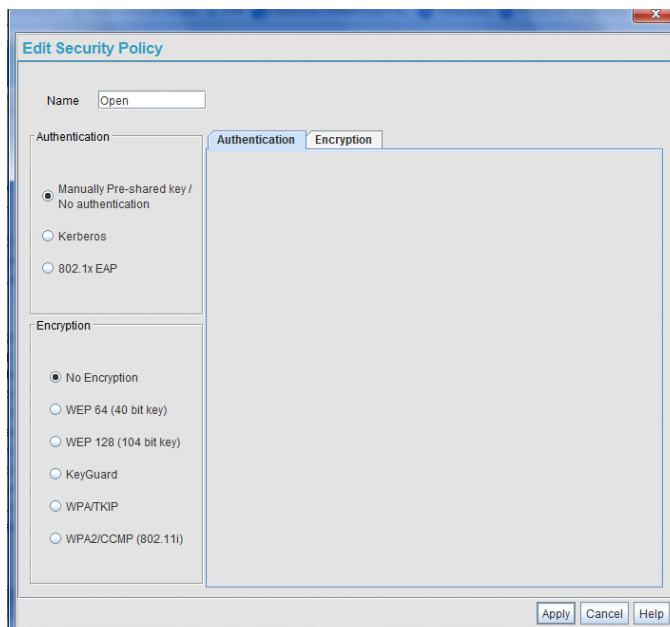 Edit Security Policy
Name Open
Authentication
Manually Pre-shared key /
No authentication
Kerberos
802.1x EAP
Encryption
No Encryption
WEP 64 (40 bit key)
WEP 128 (104 bit key)
KeyGuard
WPA/TKIP
WPA2/CCMP (802.11i)
Authentication Encryption
Apply Cancel Help